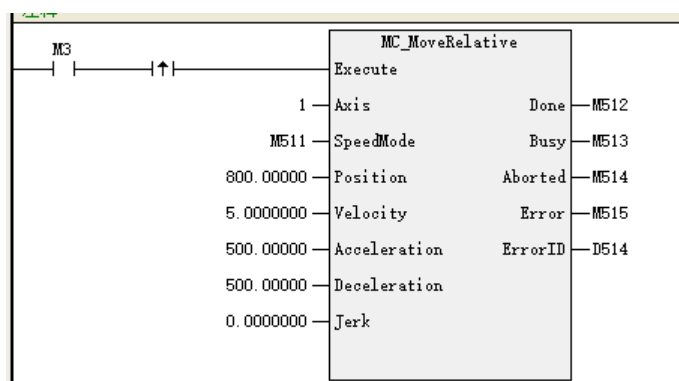 MC_MoveRelative
M3
Execute
1 Axis Done M512
M511 SpeedMode Busy M513
800.00000 Position Aborted M514
5.0000000 Velocity Error M515
500.00000 Acceleration ErrorID D514
500.00000 Deceleration
0.0000000 Jerk